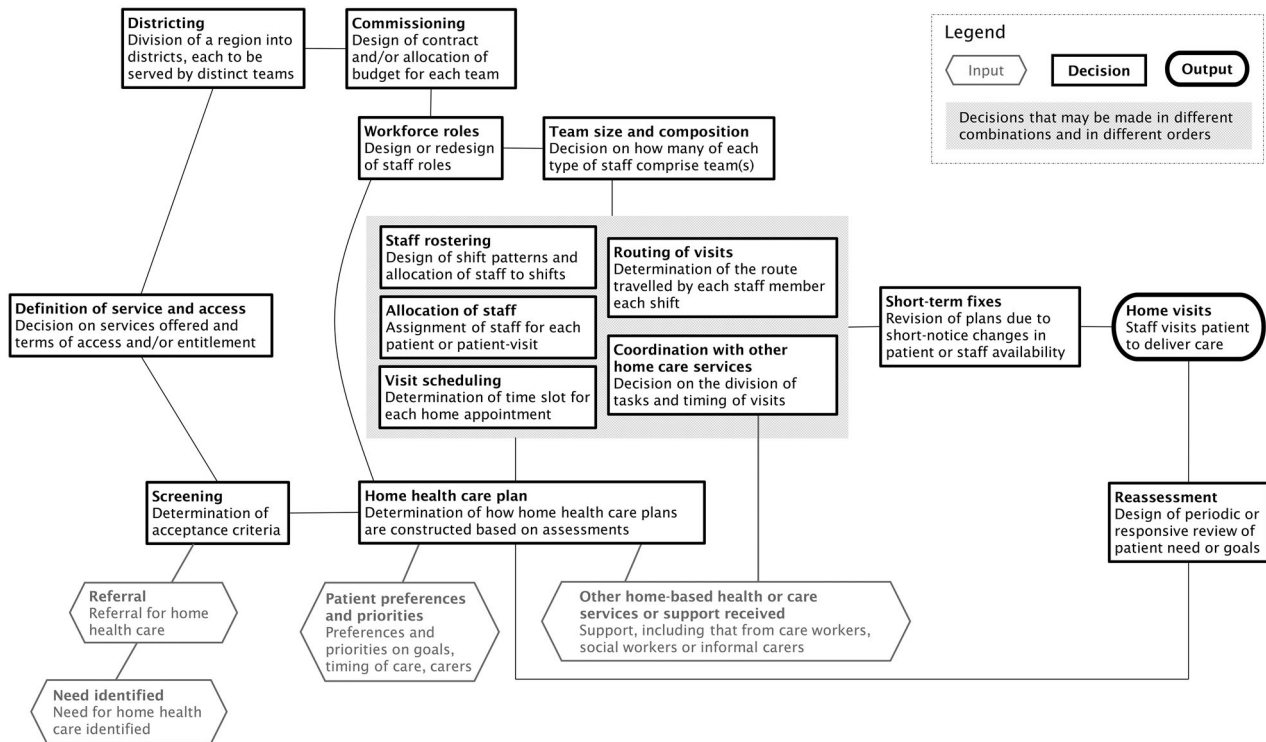 Districting
Division of a region into
districts, each to be
served by distinct teams
Commissioning
Design of contract
and/or allocation of
budget for each team
Legend
Input
Decision
Output
Decisions that may be made in different
combinations and in different orders
Workforce roles
Design or redesign
of staff roles
Team size and composition
Decision on how many of each
type of staff comprise team(s)
Staff rostering
Design of shift patterns and
allocation of staff to shifts
Routing of visits
Determination of the route
travelled by each staff member
each shift
Definition of service and access
Decision on services offered and
terms of access and/or entitlement
Allocation of staff
Assignment of staff for each
patient or patient-visit
Short-term fixes
Revision of plans due to
short-notice changes in
patient or staff availability
Home visits
Staff visits patient
to deliver care
Visit scheduling
Determination of time slot for
each home appointment
Coordination with other
home care services
Decision on the division of
tasks and timing of visits
Screening
Determination of
acceptance criteria
Home health care plan
Determination of how home health care plans
are constructed based on assessments
Reassessment
Design of periodic or
responsive review of
patient need or goals
Referral
Referral for home
health care
Patient preferences
and priorities
Preferences and
priorities on goals,
timing of care, carers
Other home-based health or care
services or support received
Support, including that from care workers,
social workers or informal carers
Need identified
Need for home health
care identified